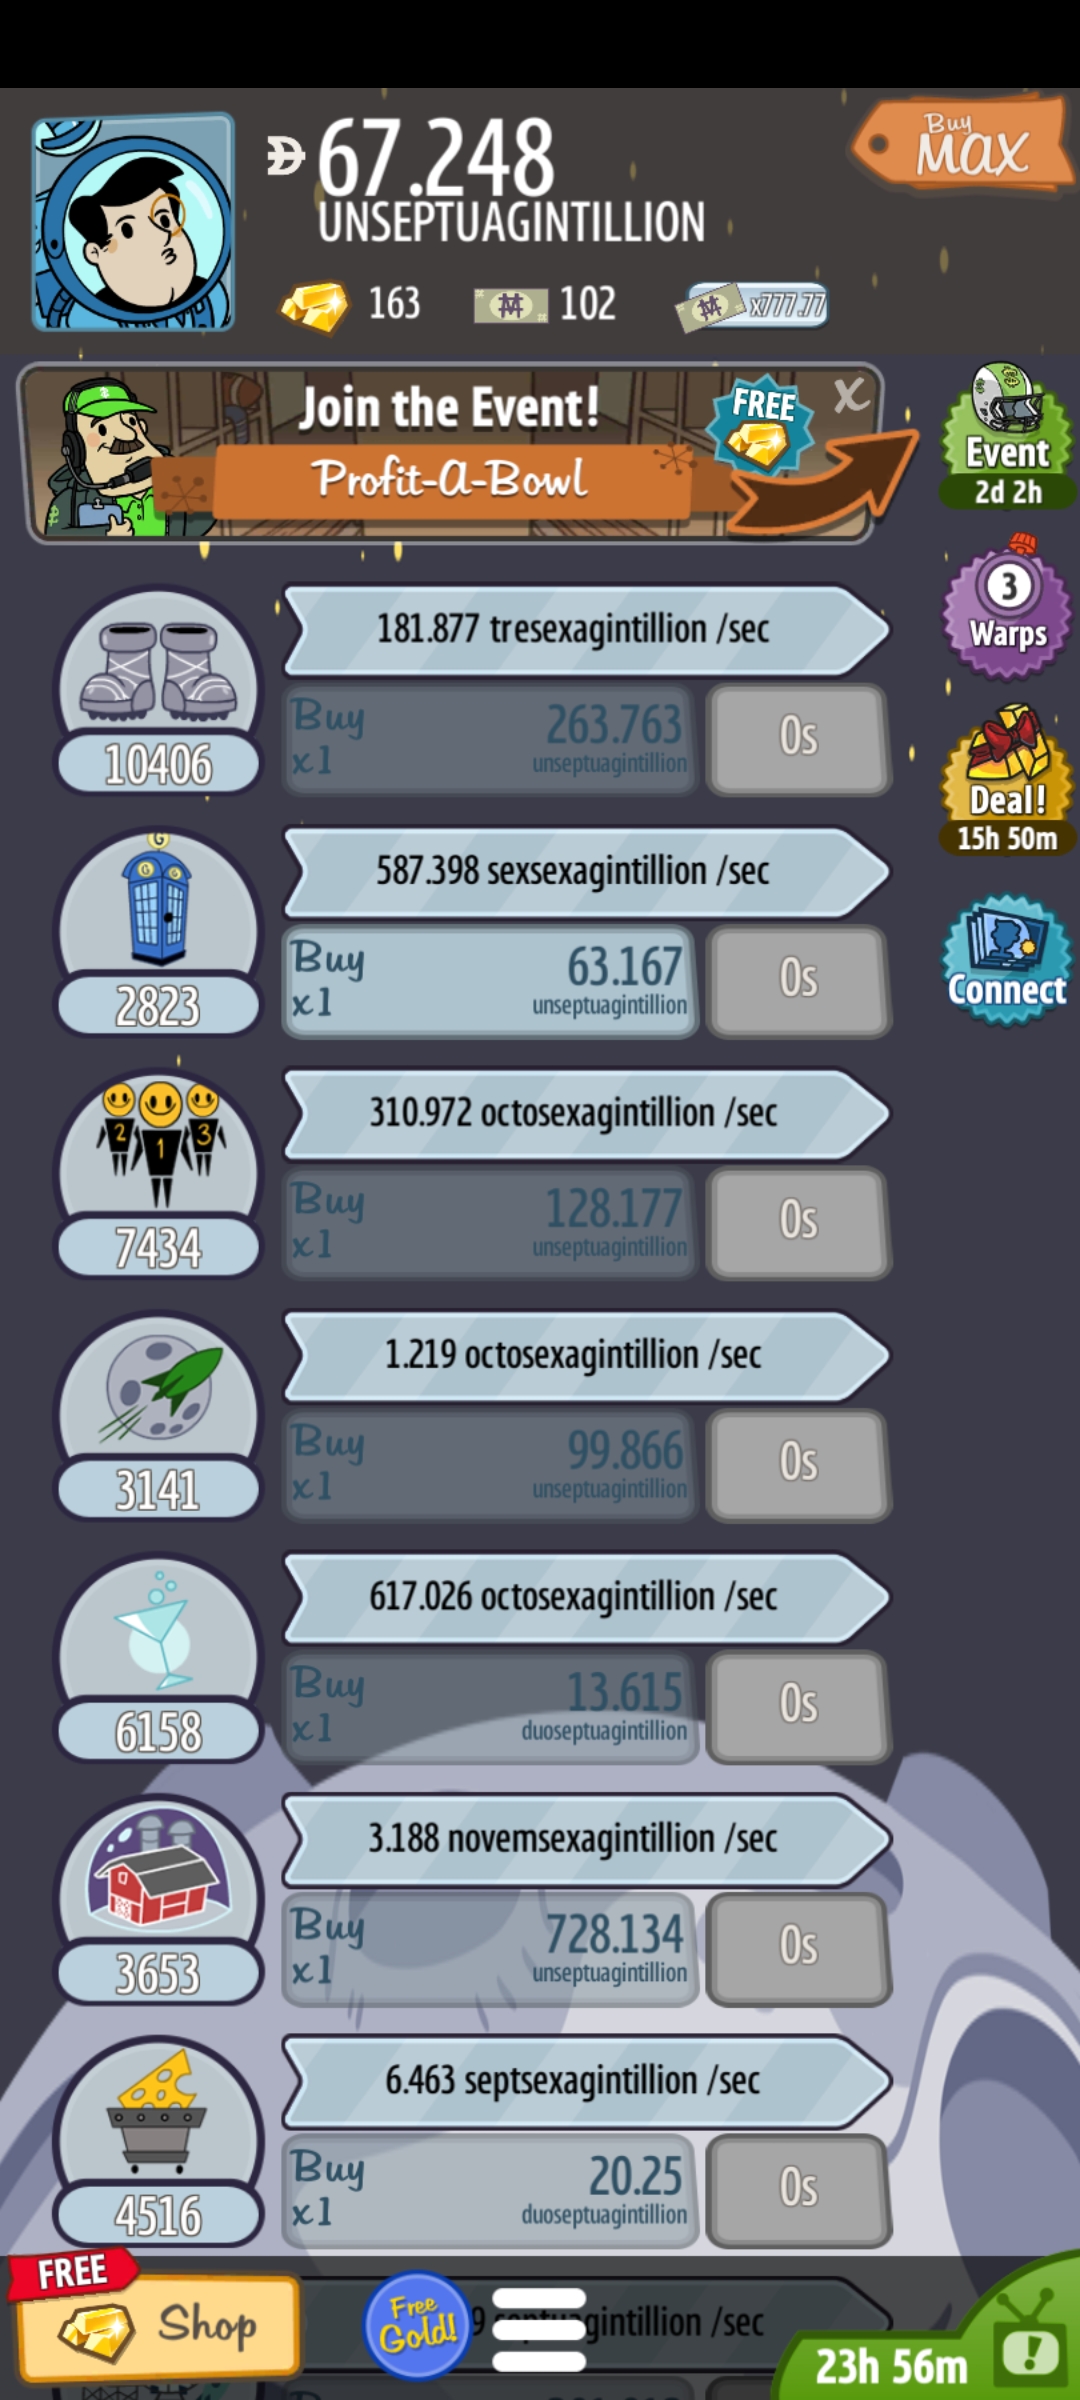 67.248
UNSEPTUAGINTILLION
Buy
MAX
163
102
x777.77
Join the Event!
Profit-A-Bowl
FREE
X
Event
2d 2h
3
Warps
Deal!
15h 50m
Connect
181.877 tresexagintillion /sec
Buy
x1
263.763
unseptuagintillion
0s
10406
587.398 sexsexagintillion /sec
Buy
x1
63.167
unseptuagintillion
0s
2823
310.972 octosexagintillion /sec
2
1
3
Buy
x1
128.177
unseptuagintillion
0s
7434
1.219 octosexagintillion /sec
Buy
x1
99.866
unseptuagintillion
0s
3141
617.026 octosexagintillion /sec
Buy
x1
13.615
duoseptuagintillion
0s
6158
3.188 novemsexagintillion /sec
Buy
x1
728.134
unseptuagintillion
0s
3653
6.463 septsexagintillion /sec
Buy
x1
20.25
duoseptuagintillion
0s
4516
FREE
Shop
Free
Gold!
/sec
23h 56m